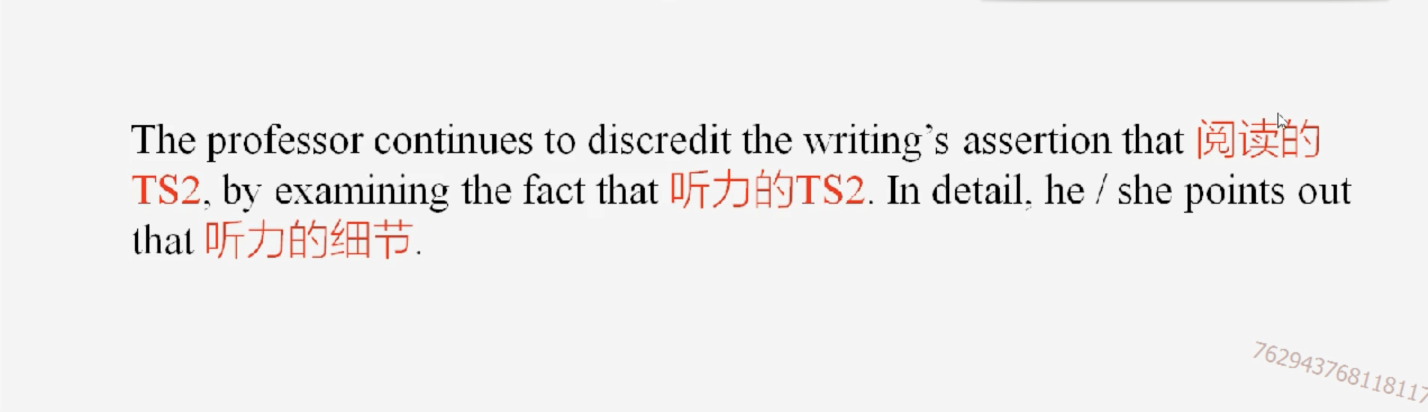 The professor continues to discredit the writing’s assertion that 阅读的
TS2, by examining the fact that 听力的TS2. In detail, he / she points out
that 听力的细节.
762943768118117